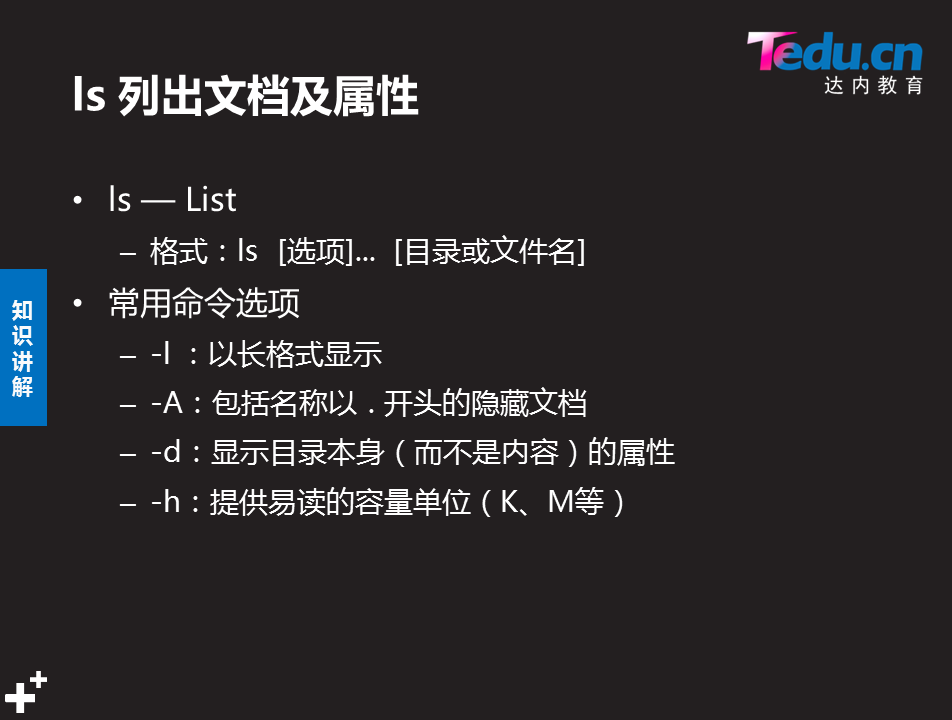 Tedu.cn
达内教育
ls 列出文档及属性
• ls — List
– 格式：ls [选项]... [目录或文件名]
• 常用命令选项
– -l ：以长格式显示
– -A：包括名称以 . 开头的隐藏文档
– -d：显示目录本身（而不是内容）的属性
– -h：提供易读的容量单位（K、M等）
知识讲解